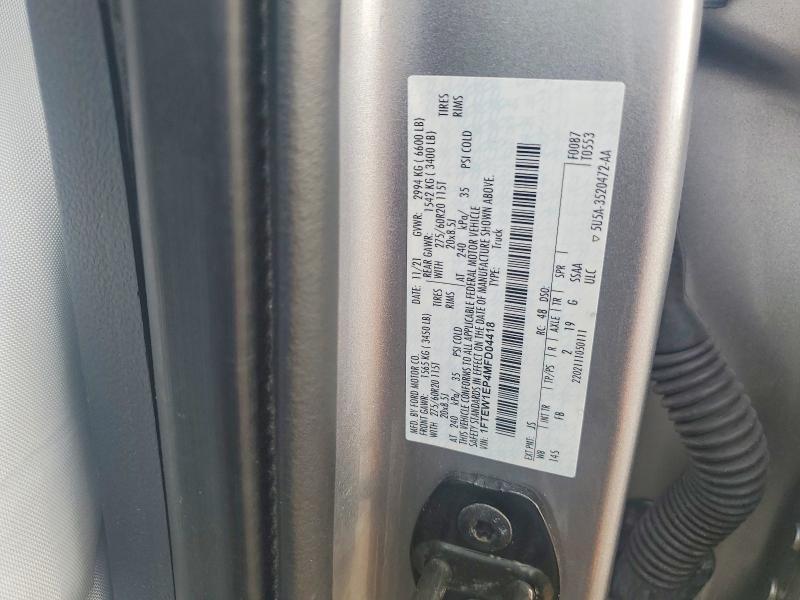 MFD. BY FORD MOTOR CO.
DATE: 11/21 GVWR: 2994 KG ( 6600 LB)
FRONT GAWR: 1565 KG ( 3450 LB) REAR GAWR: 1542 KG ( 3400 LB)
WITH 275/60R20 115T TIRES WITH 275/60R20 115T TIRES
20x8.5J RIMS 20x8.5J RIMS
AT 240 kPa/ 35 PSI COLD AT 240 kPa/ 35 PSI COLD
THIS VEHICLE CONFORMS TO ALL APPLICABLE FEDERAL MOTOR VEHICLE
SAFETY STANDARDS IN EFFECT ON THE DATE OF MANUFACTURE SHOWN ABOVE.
VIN: 1FTEW1EP4MFD04418 TYPE: Truck
F0087
T0553
EXT PNT: JS RC: 48 DSO:
WB INT TR TP/PS R AXLE TR SPR
145 FB 2 19 G SSAA
2202111050111 ULC
5U5A-3520472-AA